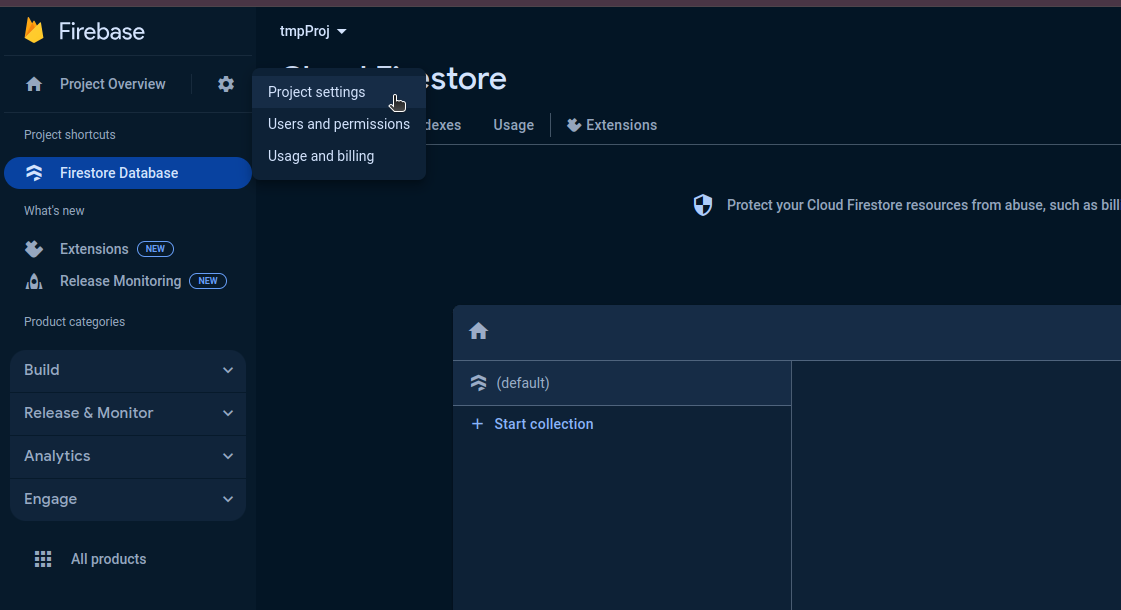 Firebase
tmpProj
Project Overview
Firestore
Project settings
Users and permissions
Usage and billing
Usage
Extensions
Project shortcuts
Firestore Database
Protect your Cloud Firestore resources from abuse, such as bill
What's new
Extensions NEW
Release Monitoring NEW
Product categories
Build
Release & Monitor
Analytics
Engage
All products
(default)
+ Start collection